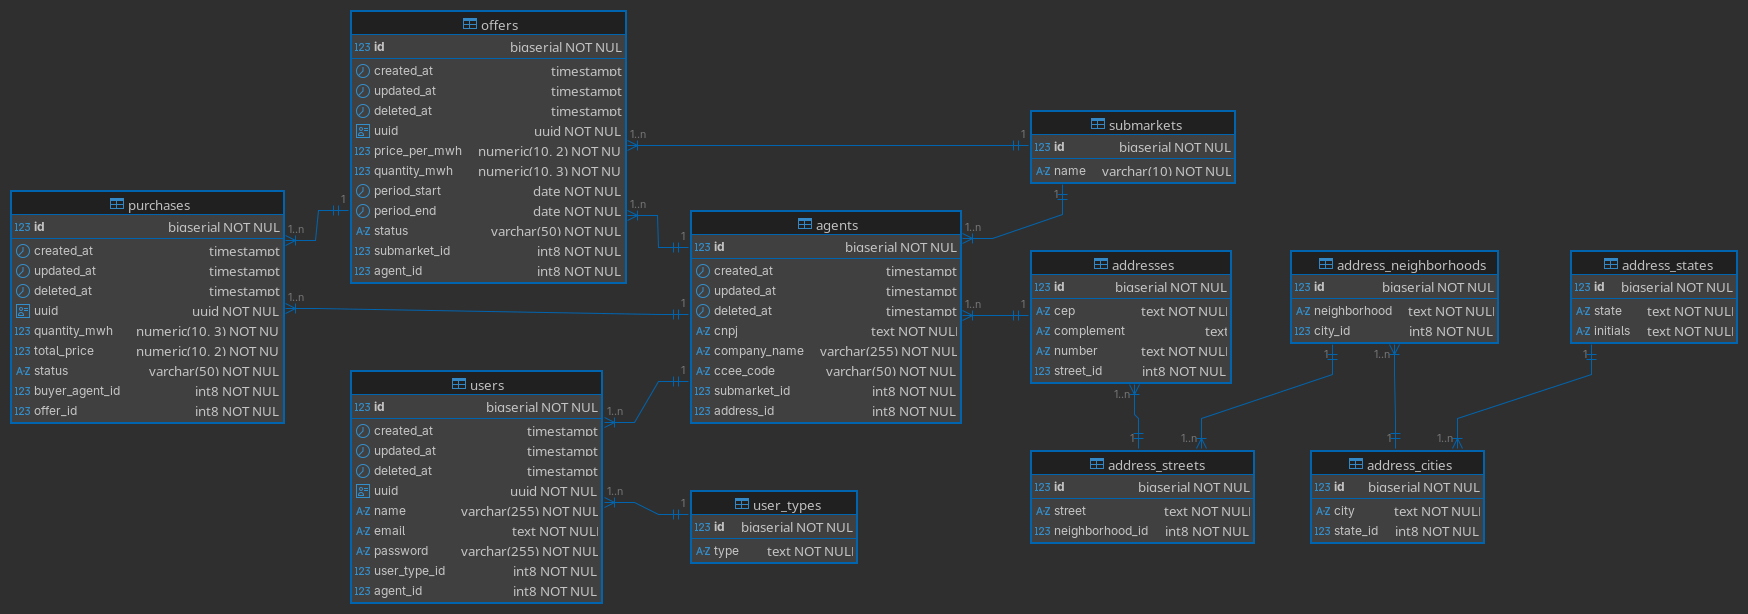 offers
123 id bigserial NOT NUL
created_at timestampt
updated_at timestampt
deleted_at timestampt
uuid uuid NOT NUL
123 price_per_mwh numeric(10, 2) NOT NU
123 quantity_mwh numeric(10, 3) NOT NU
period_start date NOT NUL
period_end date NOT NUL
A-Z status varchar(50) NOT NUL
123 submarket_id int8 NOT NUL
123 agent_id int8 NOT NUL
purchases
123 id bigserial NOT NUL
created_at timestampt
updated_at timestampt
deleted_at timestampt
uuid uuid NOT NUL
123 quantity_mwh numeric(10, 3) NOT NU
123 total_price numeric(10, 2) NOT NU
A-Z status varchar(50) NOT NUL
123 buyer_agent_id int8 NOT NUL
123 offer_id int8 NOT NUL
users
123 id bigserial NOT NUL
created_at timestampt
updated_at timestampt
deleted_at timestampt
uuid uuid NOT NUL
A-Z name varchar(255) NOT NUL
A-Z email text NOT NULL
A-Z password varchar(255) NOT NUL
123 user_type_id int8 NOT NUL
123 agent_id int8 NOT NUL
agents
123 id bigserial NOT NUL
created_at timestampt
updated_at timestampt
deleted_at timestampt
A-Z cnpj text NOT NULL
A-Z company_name varchar(255) NOT NUL
A-Z ccee_code varchar(50) NOT NUL
123 submarket_id int8 NOT NUL
123 address_id int8 NOT NUL
user_types
123 id bigserial NOT NUL
A-Z type text NOT NULL
submarkets
123 id bigserial NOT NUL
A-Z name varchar(10) NOT NUL
addresses
123 id bigserial NOT NUL
A-Z cep text NOT NULL
A-Z complement text
A-Z number text NOT NULL
123 street_id int8 NOT NUL
address_neighborhoods
123 id bigserial NOT NUL
A-Z neighborhood text NOT NULL
123 city_id int8 NOT NUL
address_states
123 id bigserial NOT NUL
A-Z state text NOT NULL
A-Z initials text NOT NULL
address_streets
123 id bigserial NOT NUL
A-Z street text NOT NULL
123 neighborhood_id int8 NOT NUL
address_cities
123 id bigserial NOT NUL
A-Z city text NOT NULL
123 state_id int8 NOT NUL
1..n
1
1..n
1
1..n
1
1..n
1
1..n
1
1..n
1
1..n
1
1..n
1
1..n
1
1..n
1
1..n
1
1..n
1